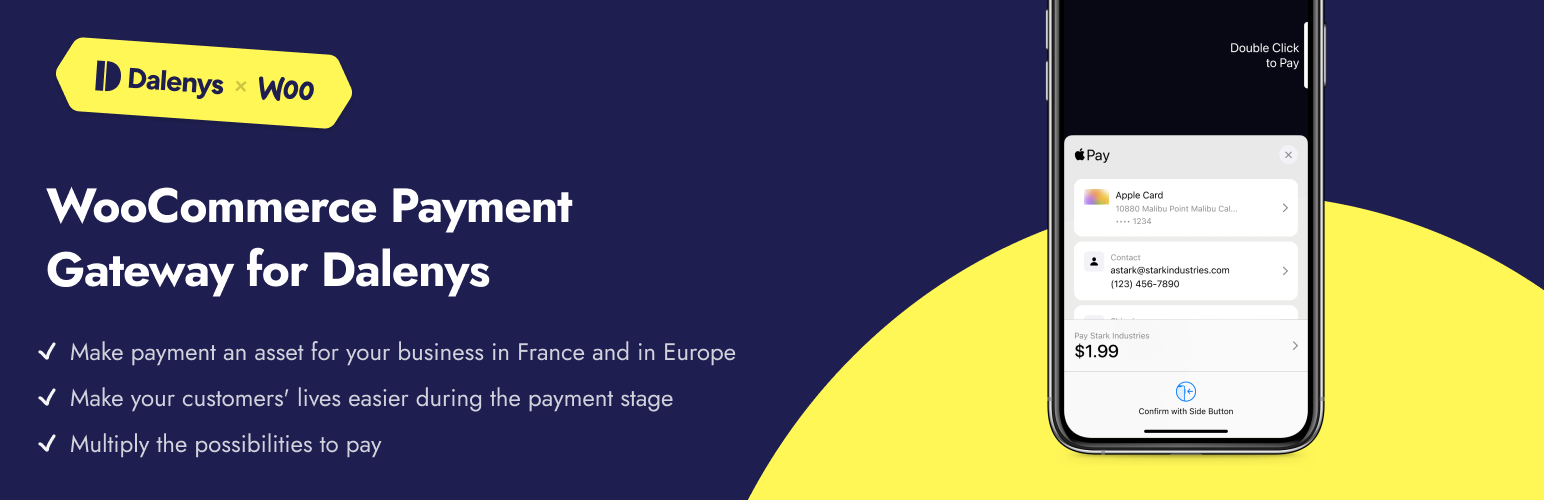 Dalenys × Woo
WooCommerce Payment
Gateway for Dalenys
Make payment an asset for your business in France and in Europe
Make your customers' lives easier during the payment stage
Multiply the possibilities to pay
Double Click
to Pay
Pay
Apple Card
10880 Malibu Point Malibu Cal...
•••• 1234
Contact
astark@starkindustries.com
(123) 456-7890
Pay Stark Industries
$1.99
Confirm with Side Button